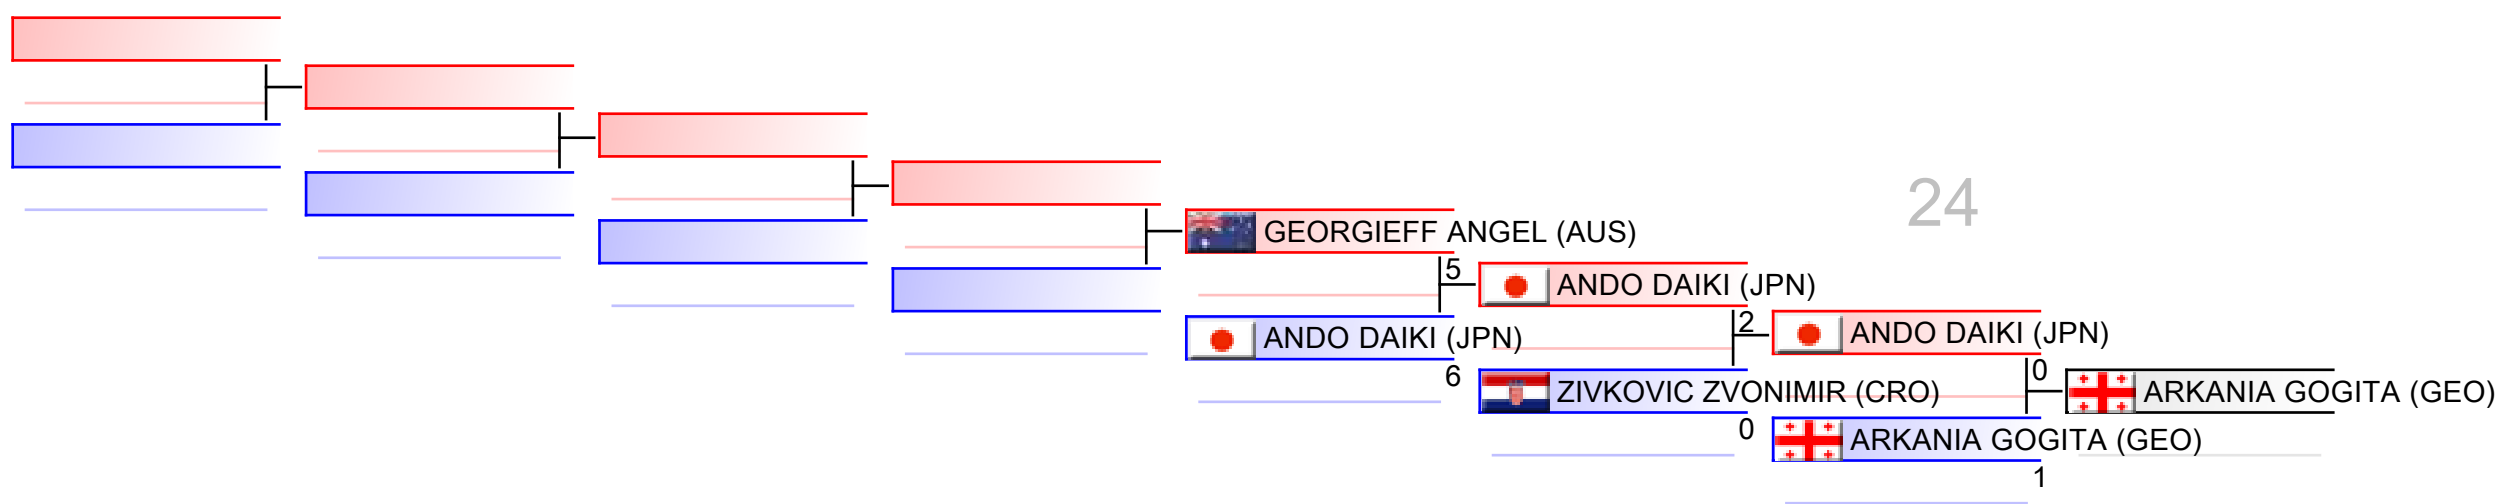 24
GEORGIEFF ANGEL (AUS)
5
ANDO DAIKI (JPN)
2
ANDO DAIKI (JPN)
ANDO DAIKI (JPN)
6
0
ZIVKOVIC ZVONIMIR (CRO)
ARKANIA GOGITA (GEO)
0
ARKANIA GOGITA (GEO)
1